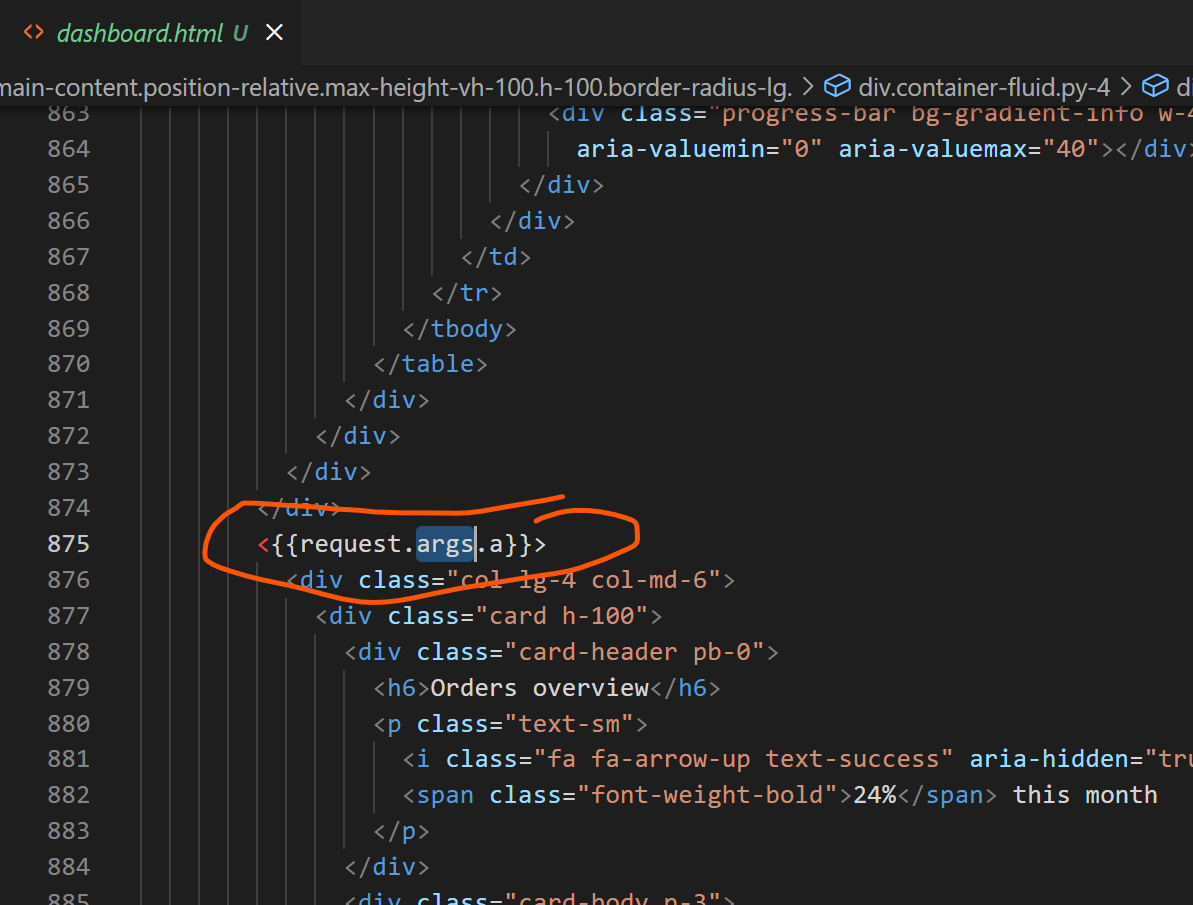 dashboard.html U
main-content.position-relative.max-height-vh-100.h-100.border-radius-lg. > div.container-fluid.py-4 >
863 <div class="progress-bar bg-gradient-info w-4
864 aria-valuemin="0" aria-valuemax="40"></div>
865 </div>
866 </div>
867 </td>
868 </tr>
869 </tbody>
870 </table>
871 </div>
872 </div>
873 </div>
874 </div>
875 <{{request.args.a}}>
876 <div class="col-lg-4 col-md-6">
877 <div class="card h-100">
878 <div class="card-header pb-0">
879 <h6>Orders overview</h6>
880 <p class="text-sm">
881 <i class="fa fa-arrow-up text-success" aria-hidden="tru
882 <span class="font-weight-bold">24%</span> this month
883 </p>
884 </div>
885 <div class="card-body p-3">